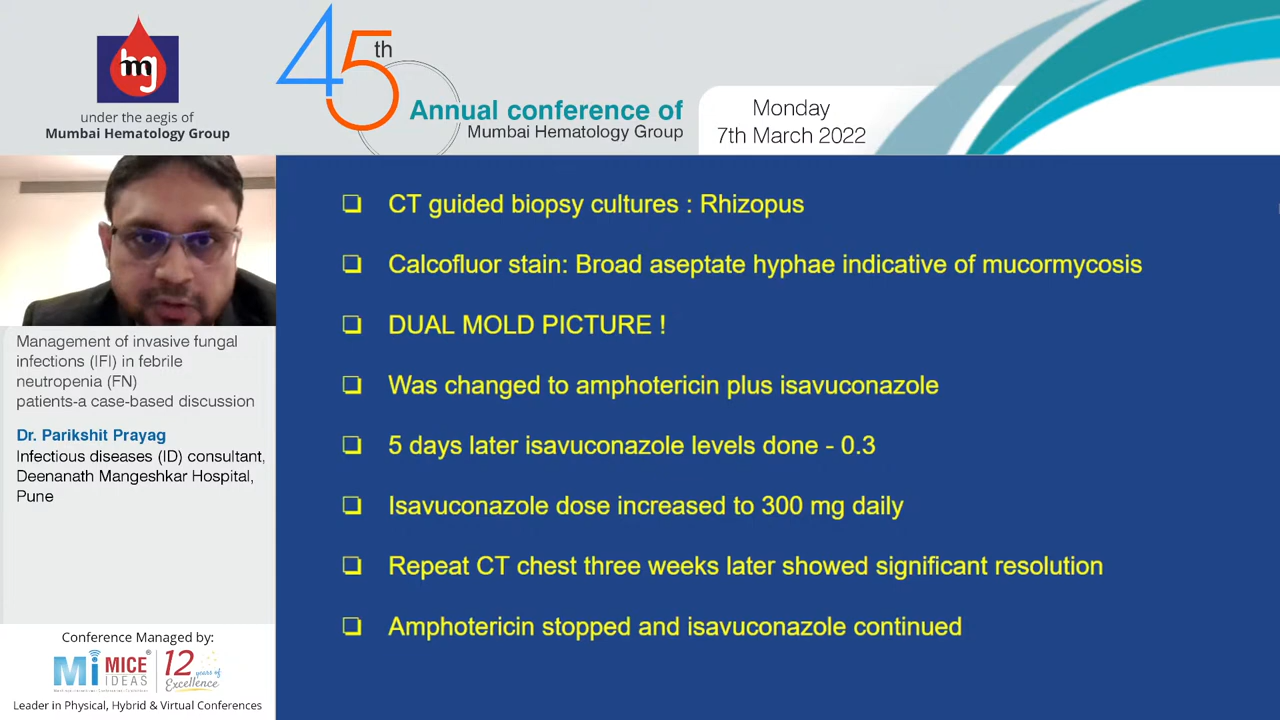 hg
under the aegis of
Mumbai Hematology Group
45th
Annual conference of
Mumbai Hematology Group
Monday
7th March 2022
❑ CT guided biopsy cultures : Rhizopus
❑ Calcofluor stain: Broad aseptate hyphae indicative of mucormycosis
❑ DUAL MOLD PICTURE !
❑ Was changed to amphotericin plus isavuconazole
❑ 5 days later isavuconazole levels done - 0.3
❑ Isavuconazole dose increased to 300 mg daily
❑ Repeat CT chest three weeks later showed significant resolution
❑ Amphotericin stopped and isavuconazole continued
Management of invasive fungal
infections (IFI) in febrile
neutropenia (FN)
patients-a case-based discussion
Dr. Parikshit Prayag
Infectious diseases (ID) consultant,
Deenanath Mangeshkar Hospital,
Pune
Conference Managed by:
Mi MICE IDEAS®
12 years of Excellence
Leader in Physical, Hybrid & Virtual Conferences